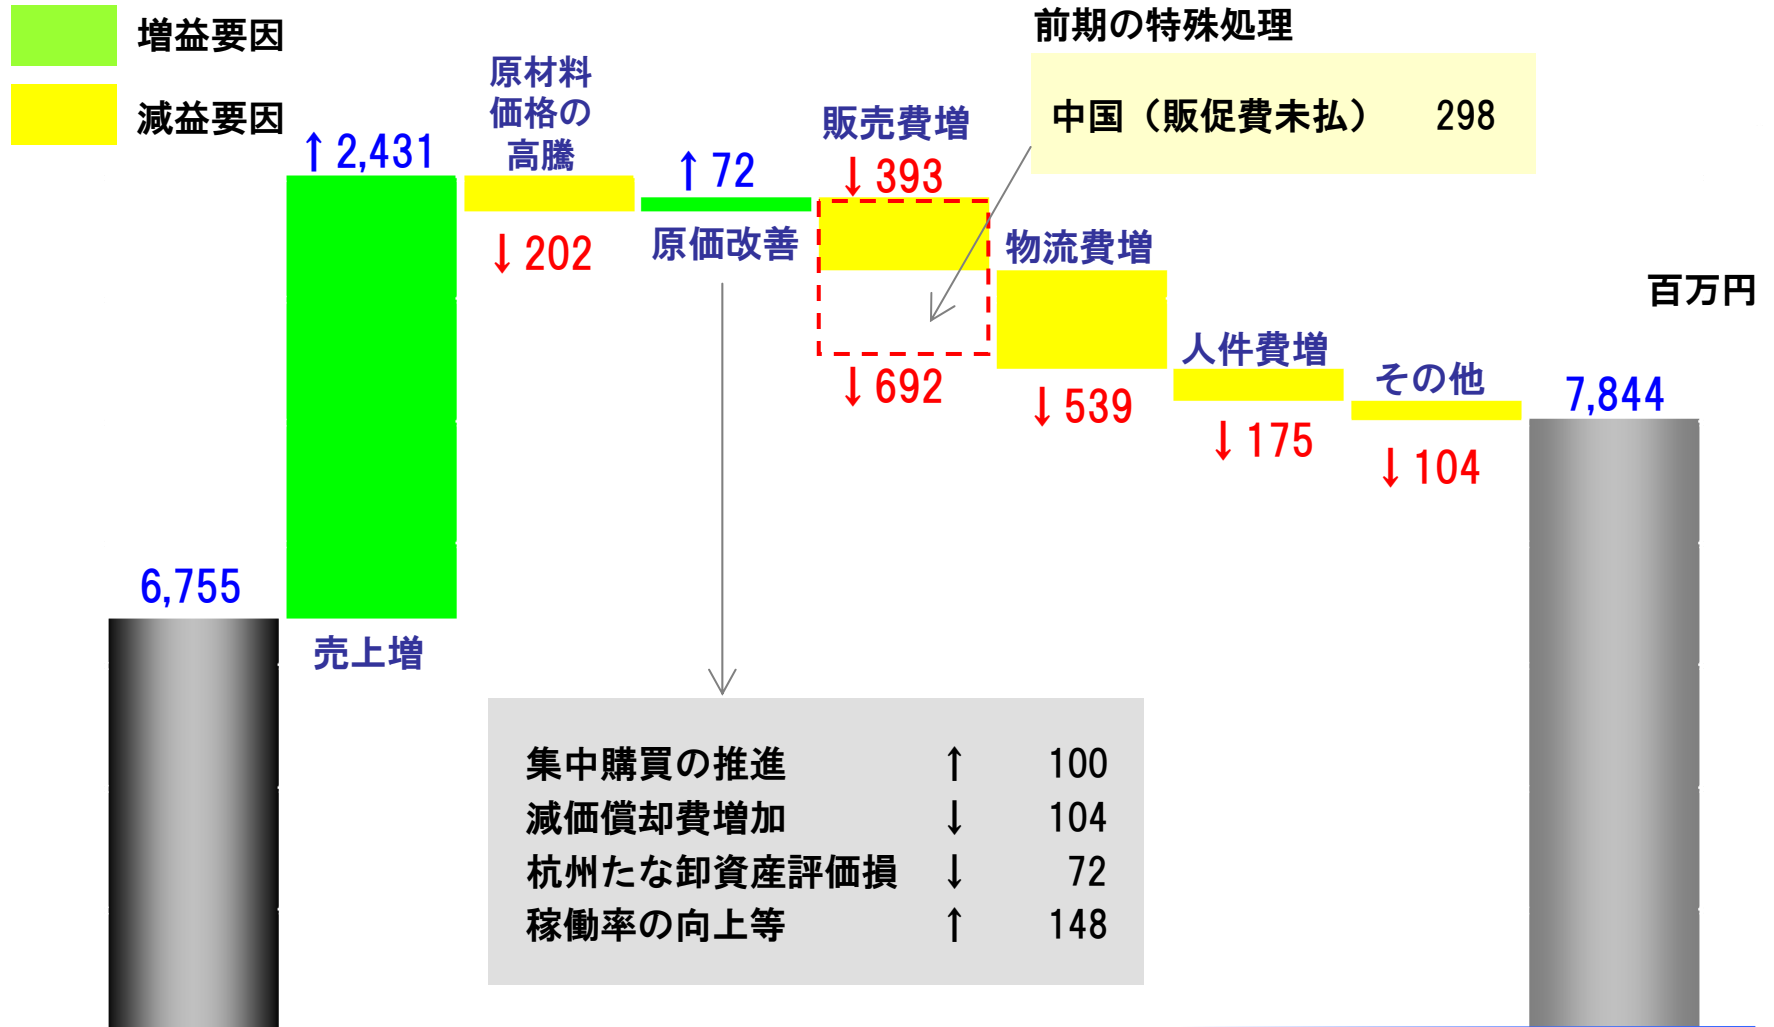 増益要因
減益要因
前期の特殊処理
中国（販促費未払） 298
百万円
6,755
↑2,431
売上増
原材料
価格の
高騰
↓202
↑72
原価改善
販売費増
↓393
↓692
物流費増
↓539
人件費増
↓175
その他
↓104
7,844
集中購買の推進 ↑ 100
減価償却費増加 ↓ 104
杭州たな卸資産評価損 ↓ 72
稼働率の向上等 ↑ 148